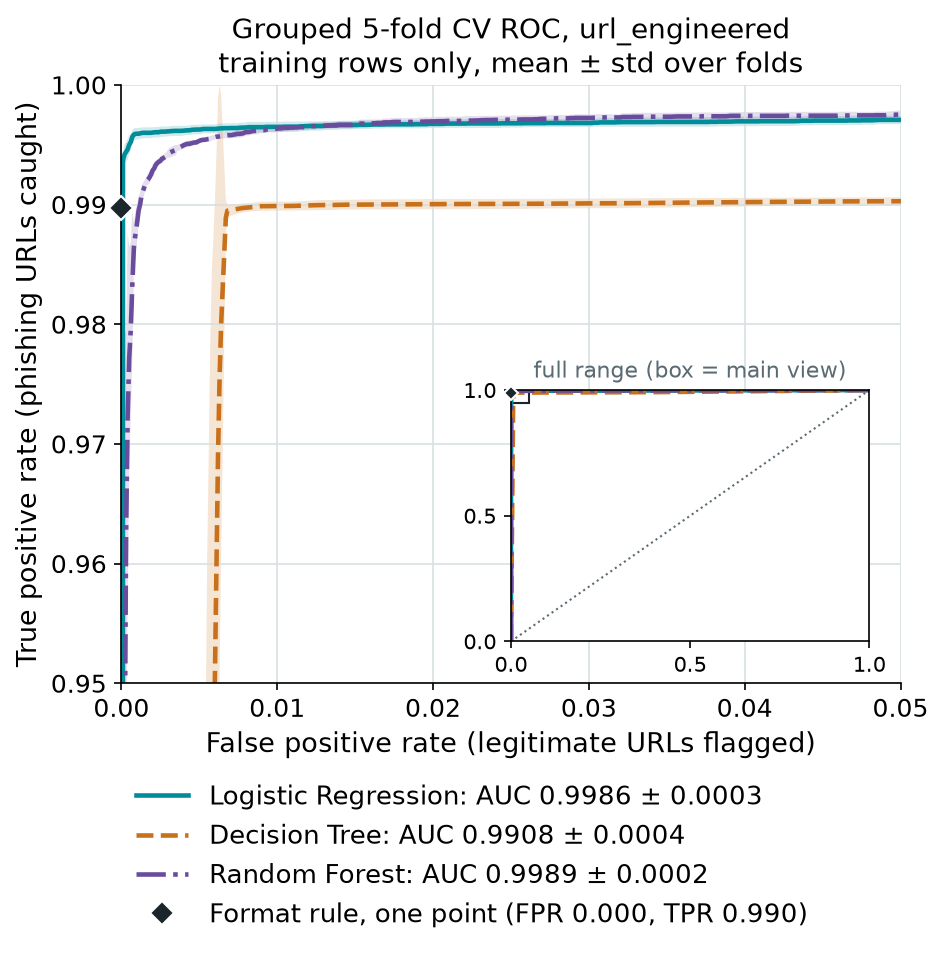 Grouped 5-fold CV ROC, url_engineered
training rows only, mean ± std over folds
True positive rate (phishing URLs caught)
1.00
0.99
0.98
0.97
0.96
0.95
0.00 0.01 0.02 0.03 0.04 0.05
False positive rate (legitimate URLs flagged)
full range (box = main view)
1.0
0.5
0.0
0.0 0.5 1.0
Logistic Regression: AUC 0.9986 ± 0.0003
Decision Tree: AUC 0.9908 ± 0.0004
Random Forest: AUC 0.9989 ± 0.0002
Format rule, one point (FPR 0.000, TPR 0.990)